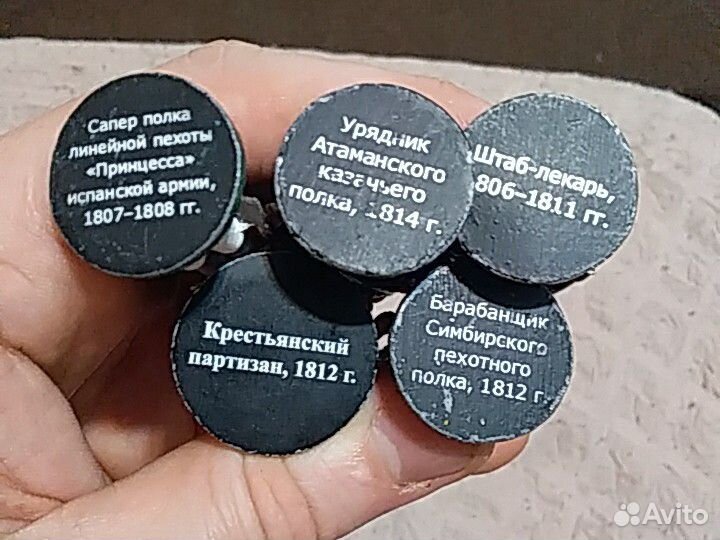 Сапер полка
линейной пехоты
«Принцесса»
испанской армии,
1807–1808 гг.
Урядник
Атаманского
казачьего
полка, 1814 г.
Штаб-лекарь,
806–1811 гг.
Крестьянский
партизан, 1812 г.
Барабанщик
Симбирского
пехотного
полка, 1812 г.
Avito